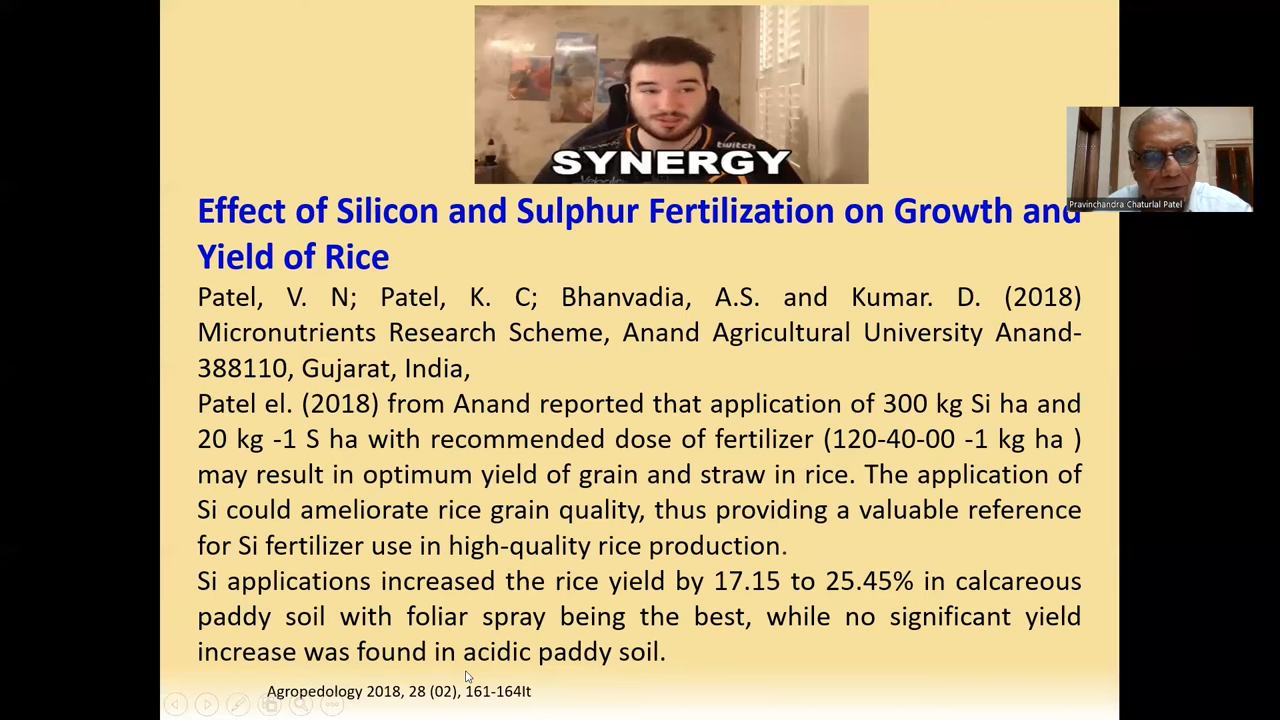 twitch
SYNERGY
Pravinchandra Chaturlal Patel
Effect of Silicon and Sulphur Fertilization on Growth and
Yield of Rice
Patel, V. N; Patel, K. C; Bhanvadia, A.S. and Kumar. D. (2018)
Micronutrients Research Scheme, Anand Agricultural University Anand-
388110, Gujarat, India,
Patel el. (2018) from Anand reported that application of 300 kg Si ha and
20 kg -1 S ha with recommended dose of fertilizer (120-40-00 -1 kg ha )
may result in optimum yield of grain and straw in rice. The application of
Si could ameliorate rice grain quality, thus providing a valuable reference
for Si fertilizer use in high-quality rice production.
Si applications increased the rice yield by 17.15 to 25.45% in calcareous
paddy soil with foliar spray being the best, while no significant yield
increase was found in acidic paddy soil.
Agropedology 2018, 28 (02), 161-164It